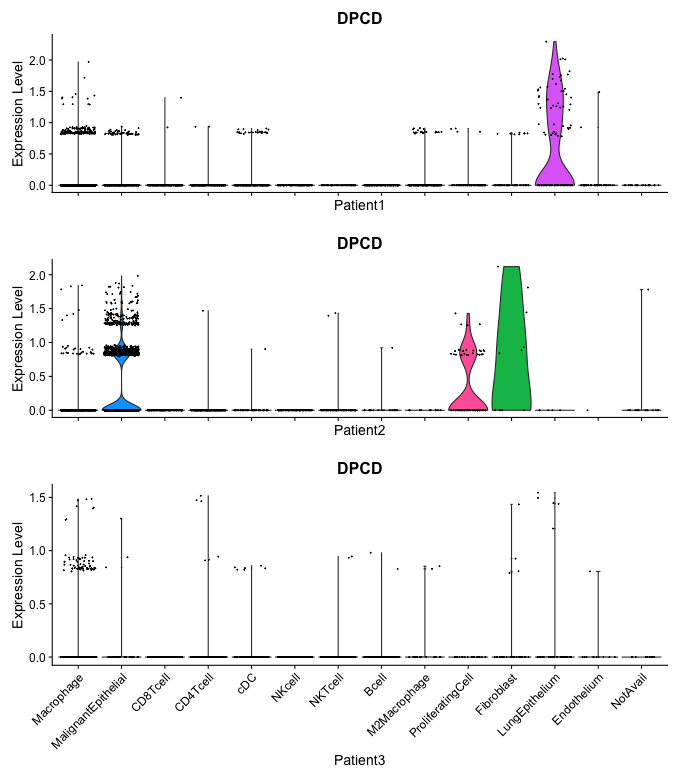 DPCD
Expression Level
2.0
1.5
1.0
0.5
0.0
Patient1
DPCD
Expression Level
2.0
1.5
1.0
0.5
0.0
Patient2
DPCD
Expression Level
1.5
1.0
0.5
0.0
Macrophage
MalignantEpithelial
CD8Tcell
CD4Tcell
cDC
NKcell
NKTcell
Bcell
M2Macrophage
ProliferatingCell
Fibroblast
LungEpithelium
Endothelium
NotAvail
Patient3